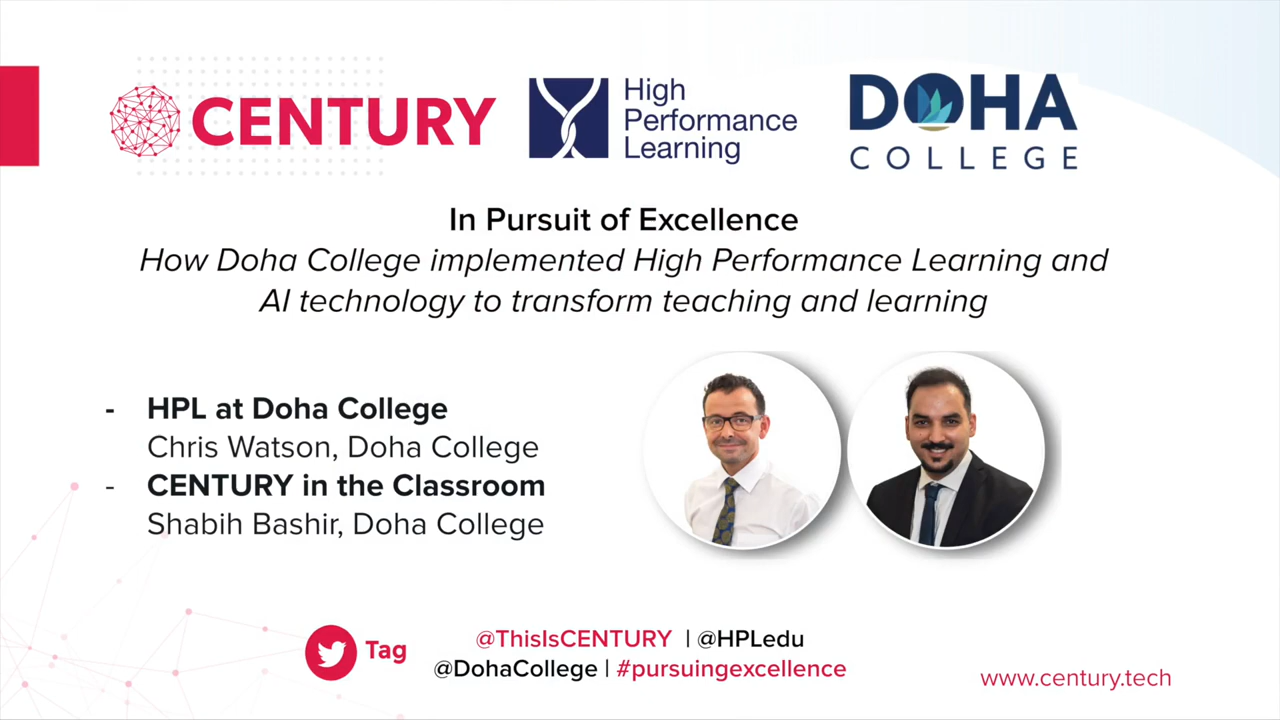 CENTURY
High
Performance
Learning
DOHA
COLLEGE
In Pursuit of Excellence
How Doha College implemented High Performance Learning and
AI technology to transform teaching and learning
- HPL at Doha College
Chris Watson, Doha College
- CENTURY in the Classroom
Shabih Bashir, Doha College
Tag
@ThisIsCENTURY | @HPLedu
@DohaCollege | #pursuingexcellence
www.century.tech